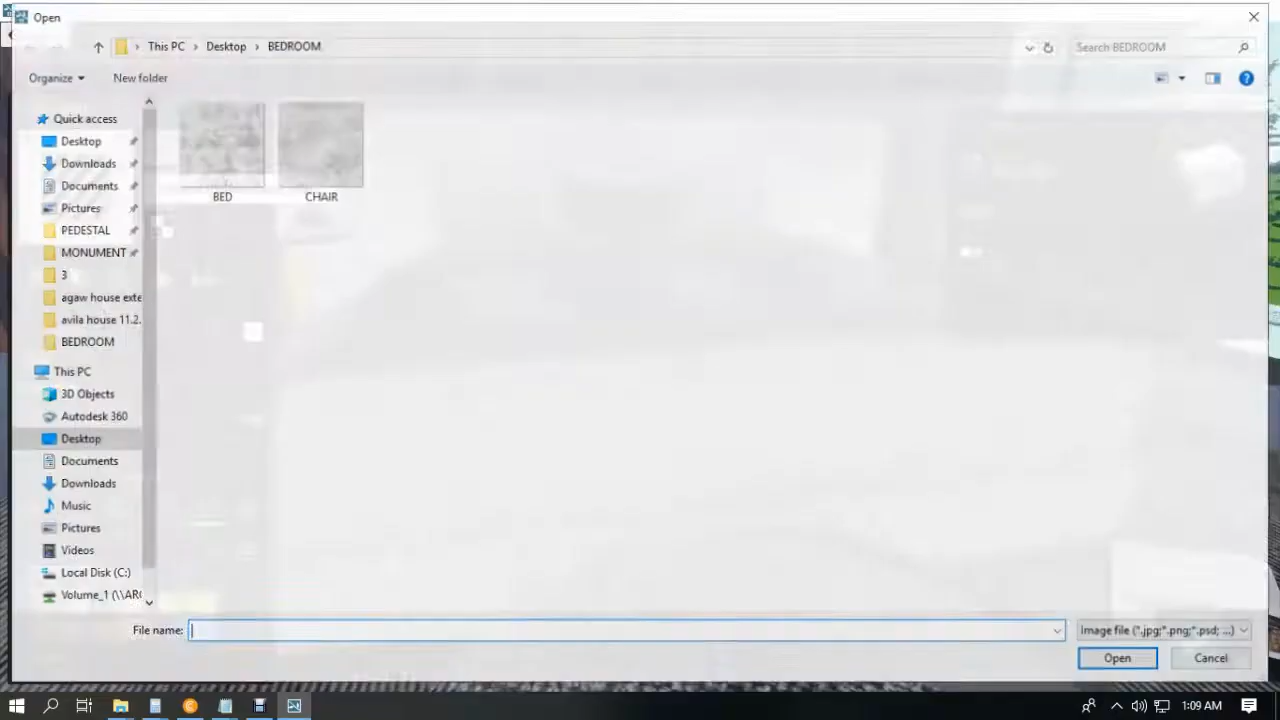 Open
This PC > Desktop > BEDROOM
Search BEDROOM
Organize
New folder
Quick access
Desktop
Downloads
Documents
Pictures
PEDESTAL
MONUMENT
3
agaw house exte
avila house 11.2.
BEDROOM
This PC
3D Objects
Autodesk 360
Desktop
Documents
Downloads
Music
Pictures
Videos
Local Disk (C:)
Volume_1 (\\AR
BED
CHAIR
File name:
Image file (*.jpg;*.png;*.psd; ...)
Open
Cancel
1:09 AM